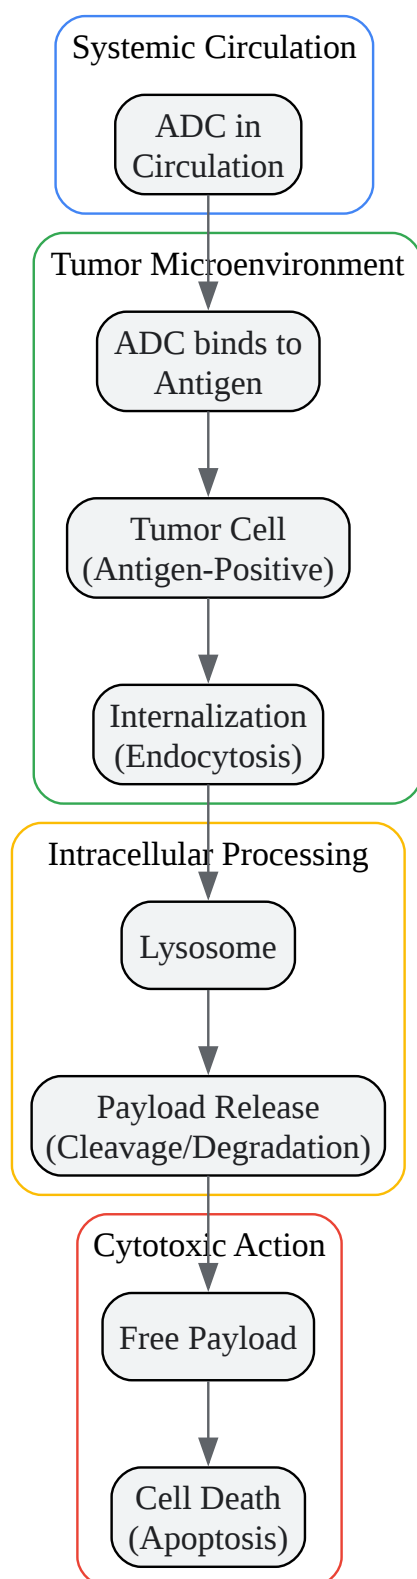 Systemic Circulation
ADC in
Circulation
Tumor Microenvironment
ADC binds to
Antigen
Tumor Cell
(Antigen-Positive)
Internalization
(Endocytosis)
Intracellular Processing
Lysosome
Payload Release
(Cleavage/Degradation)
Cytotoxic Action
Free Payload
Cell Death
(Apoptosis)